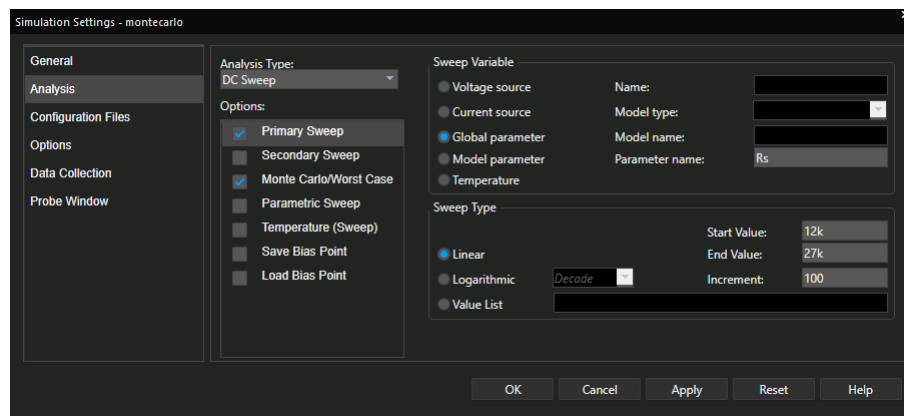 Simulation Settings - montecarlo
General
Analysis
Configuration Files
Options
Data Collection
Probe Window
Analysis Type:
DC Sweep
Options:
Primary Sweep
Secondary Sweep
Monte Carlo/Worst Case
Parametric Sweep
Temperature (Sweep)
Save Bias Point
Load Bias Point
Sweep Variable
Voltage source
Name:
Current source
Model type:
Global parameter
Model name:
Model parameter
Parameter name: Rs
Temperature
Sweep Type
Start Value: 12k
Linear
End Value: 27k
Logarithmic Decade
Increment: 100
Value List
OK Cancel Apply Reset Help